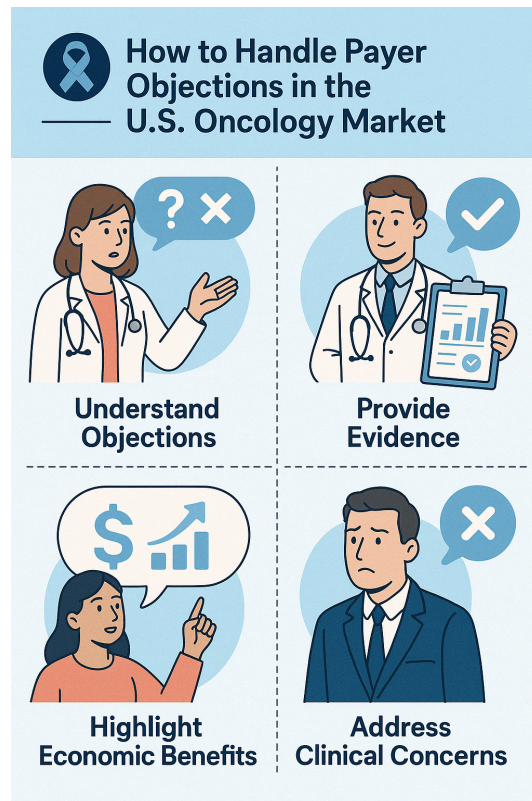 How to Handle Payer
Objections in the
U.S. Oncology Market
? ×
Understand
Objections
Provide
Evidence
$
Highlight
Economic Benefits
Address
Clinical Concerns